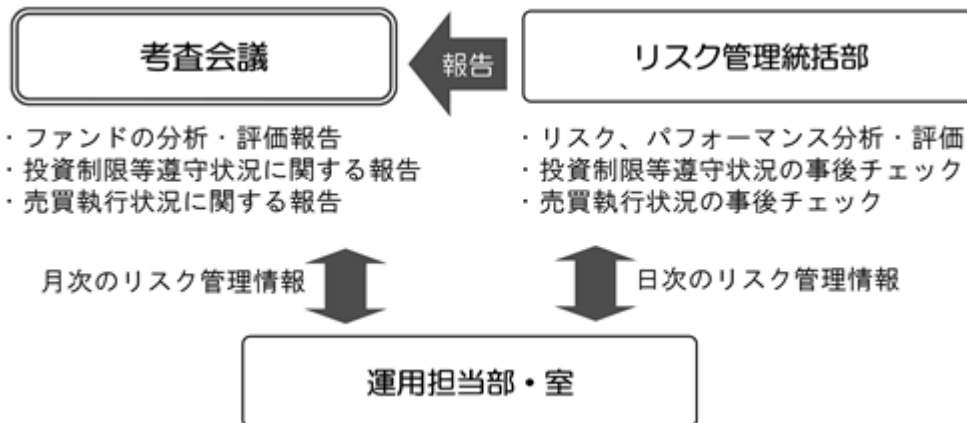 考査会議
報告
リスク管理統括部
・ファンドの分析・評価報告
・投資制限等遵守状況に関する報告
・売買執行状況に関する報告
・リスク、パフォーマンス分析・評価
・投資制限等遵守状況の事後チェック
・売買執行状況の事後チェック
月次のリスク管理情報
日次のリスク管理情報
運用担当部・室